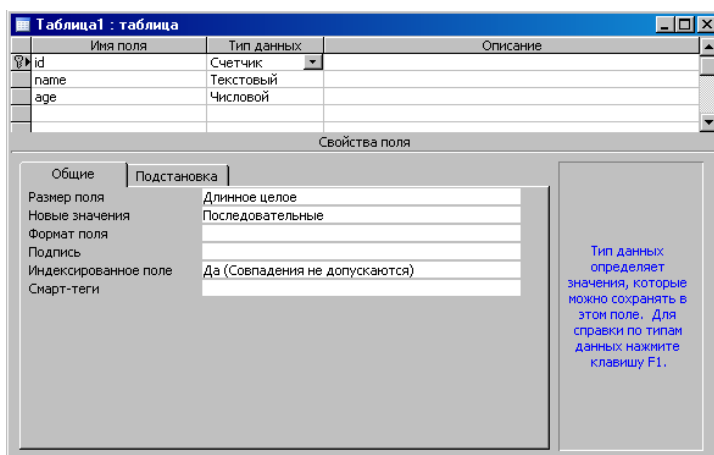 Таблица1 : таблица
Имя поля Тип данных Описание
id Счетчик
name Текстовый
age Числовой
Свойства поля
Общие Подстановка
Размер поля Длинное целое
Новые значения Последовательные
Формат поля
Подпись
Индексированное поле Да (Совпадения не допускаются)
Смарт-теги
Тип данных
определяет
значения, которые
можно сохранять в
этом поле. Для
справки по типам
данных нажмите
клавишу F1.